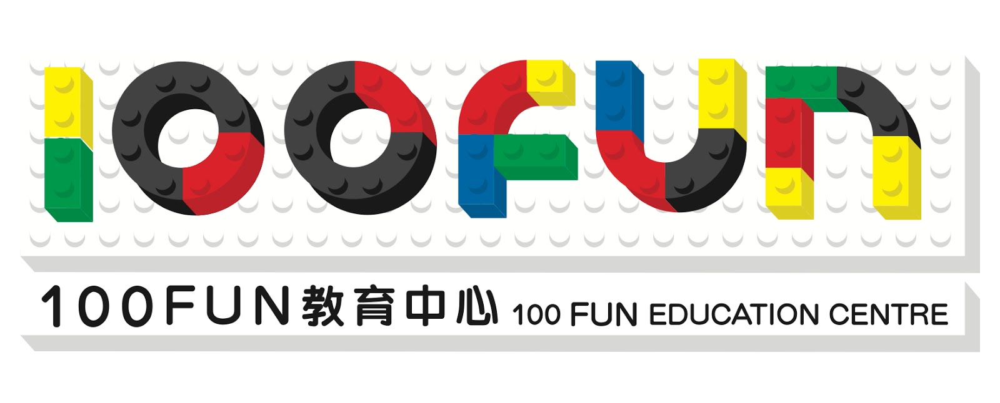 100Fun
100FUN教育中心 100 FUN EDUCATION CENTRE